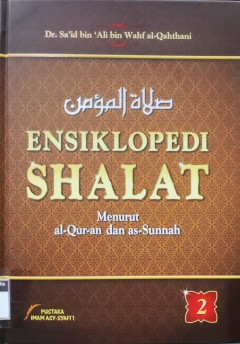 Dr. Sa'id bin 'Ali bin Wahf al-Qahthani
صلاة المؤمن
ENSIKLOPEDI
SHALAT
Menurut
al-Qur-an dan as-Sunnah
2
PUSTAKA
IMAM ASY-SYAFI'I